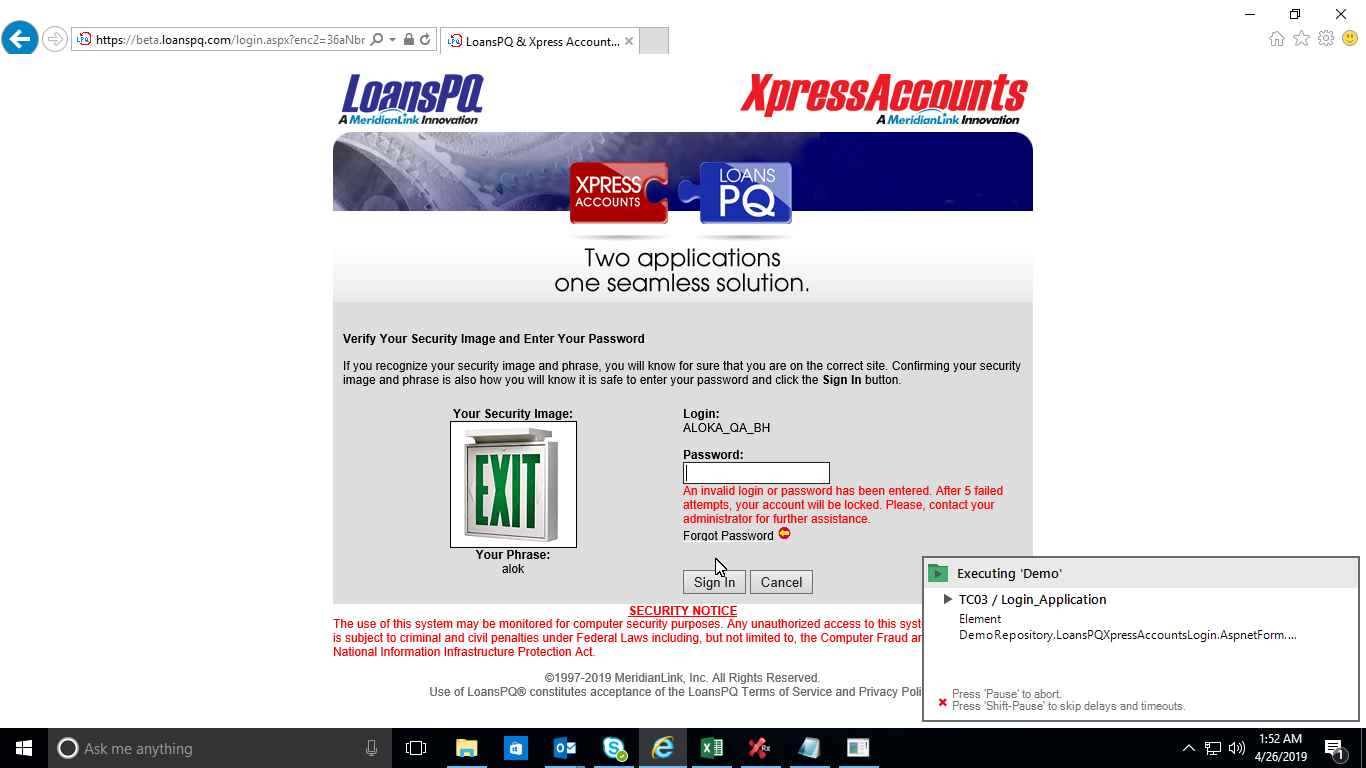 https://beta.loanspq.com/login.aspx?enc2=36aNbr
LoansPQ & Xpress Account...
LoansPQ
A MeridianLink Innovation
XpressAccounts
A MeridianLink Innovation
XPRESS
ACCOUNTS
LOANS
PQ
Two applications
one seamless solution.
Verify Your Security Image and Enter Your Password
If you recognize your security image and phrase, you will know for sure that you are on the correct site. Confirming your security
image and phrase is also how you will know it is safe to enter your password and click the Sign In button.
Your Security Image:
EXIT
Your Phrase:
alok
Login:
ALOKA_QA_BH
Password:
An invalid login or password has been entered. After 5 failed
attempts, your account will be locked. Please, contact your
administrator for further assistance.
Forgot Password
Sign In
Cancel
SECURITY NOTICE
The use of this system may be monitored for computer security purposes. Any unauthorized access to this syst
is subject to criminal and civil penalties under Federal Laws including, but not limited to, the Computer Fraud ar
National Information Infrastructure Protection Act.
©1997-2019 MeridianLink, Inc. All Rights Reserved.
Use of LoansPQ® constitutes acceptance of the LoansPQ Terms of Service and Privacy Poli
Executing 'Demo'
TC03 / Login_Application
Element
DemoRepository.LoansPQXpressAccountsLogin.AspnetForm....
Press 'Pause' to abort.
Press 'Shift-Pause' to skip delays and timeouts.
Ask me anything
1:52 AM
4/26/2019
1